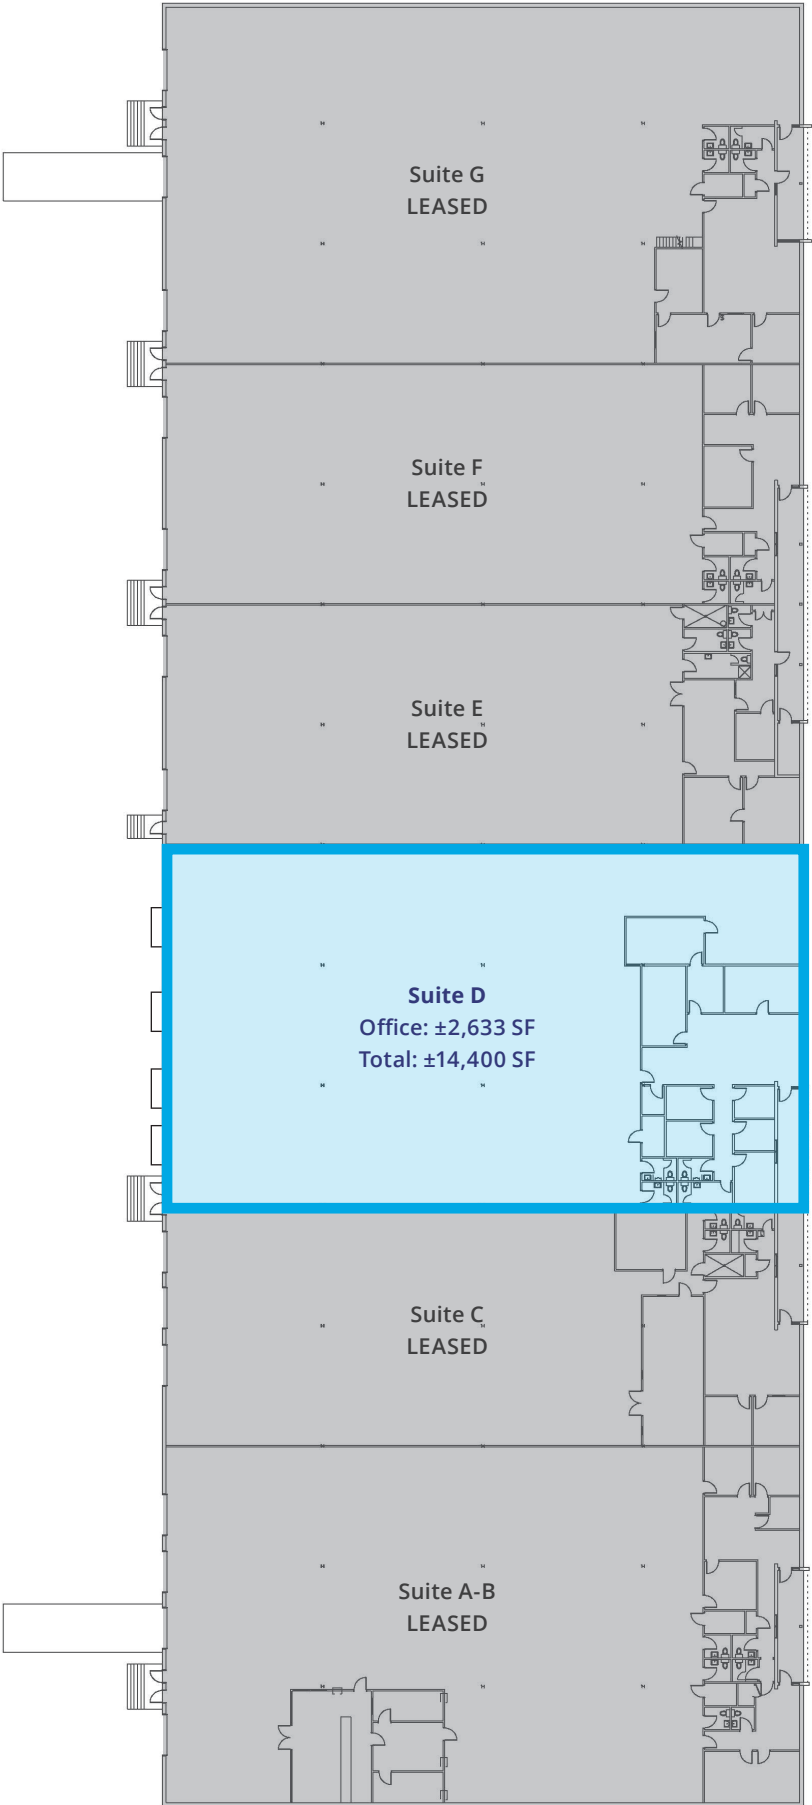 Suite G
LEASED
Suite F
LEASED
Suite E
LEASED
Suite D
Office: ±2,633 SF
Total: ±14,400 SF
Suite C
LEASED
Suite A-B
LEASED